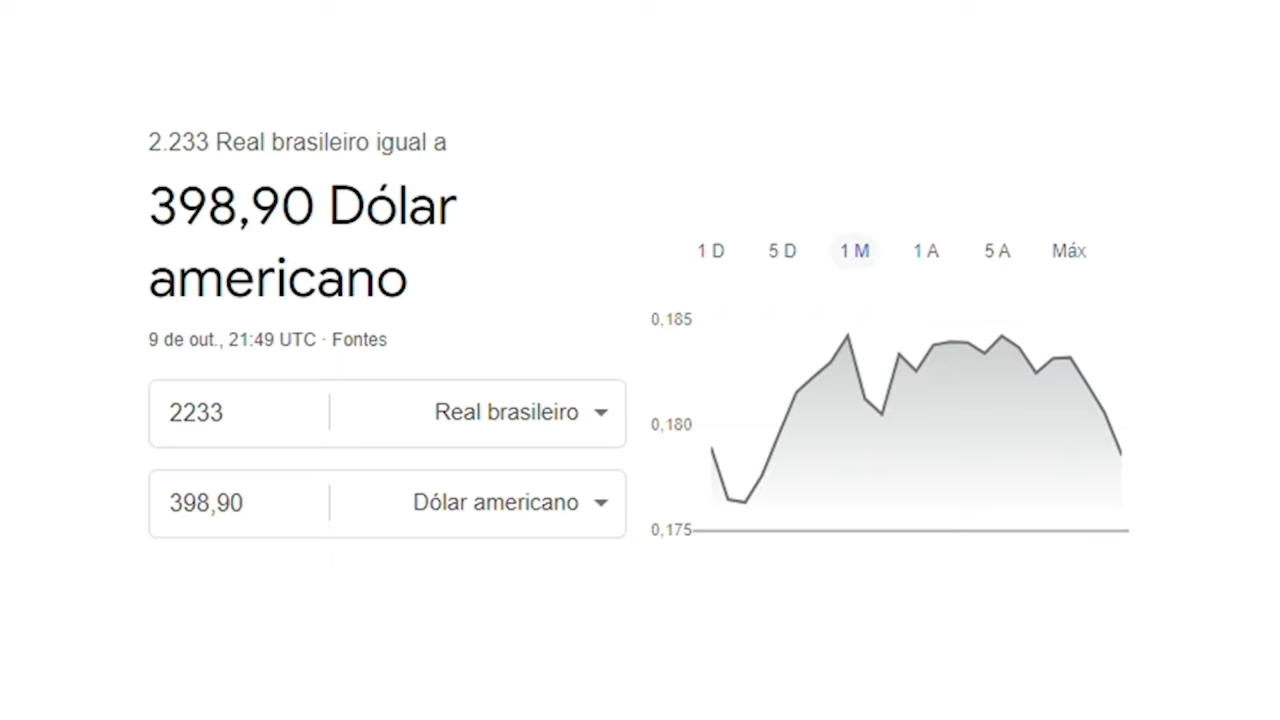 2.233 Real brasileiro igual a
398,90 Dólar
americano
9 de out., 21:49 UTC · Fontes
2233 Real brasileiro
398,90 Dólar americano
1 D 5 D 1 M 1 A 5 A Máx
0,185
0,180
0,175